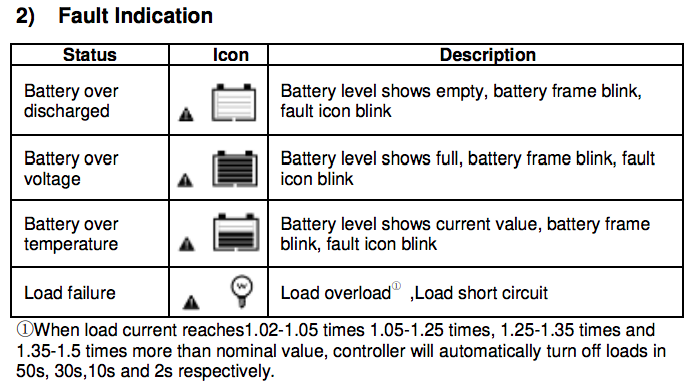 2) Fault Indication
Status Icon Description
Battery over
discharged
Battery level shows empty, battery frame blink,
fault icon blink
Battery over
voltage
Battery level shows full, battery frame blink, fault
icon blink
Battery over
temperature
Battery level shows current value, battery frame
blink, fault icon blink
Load failure
W
Load overload① ,Load short circuit
①When load current reaches1.02-1.05 times 1.05-1.25 times, 1.25-1.35 times and
1.35-1.5 times more than nominal value, controller will automatically turn off loads in
50s, 30s,10s and 2s respectively.